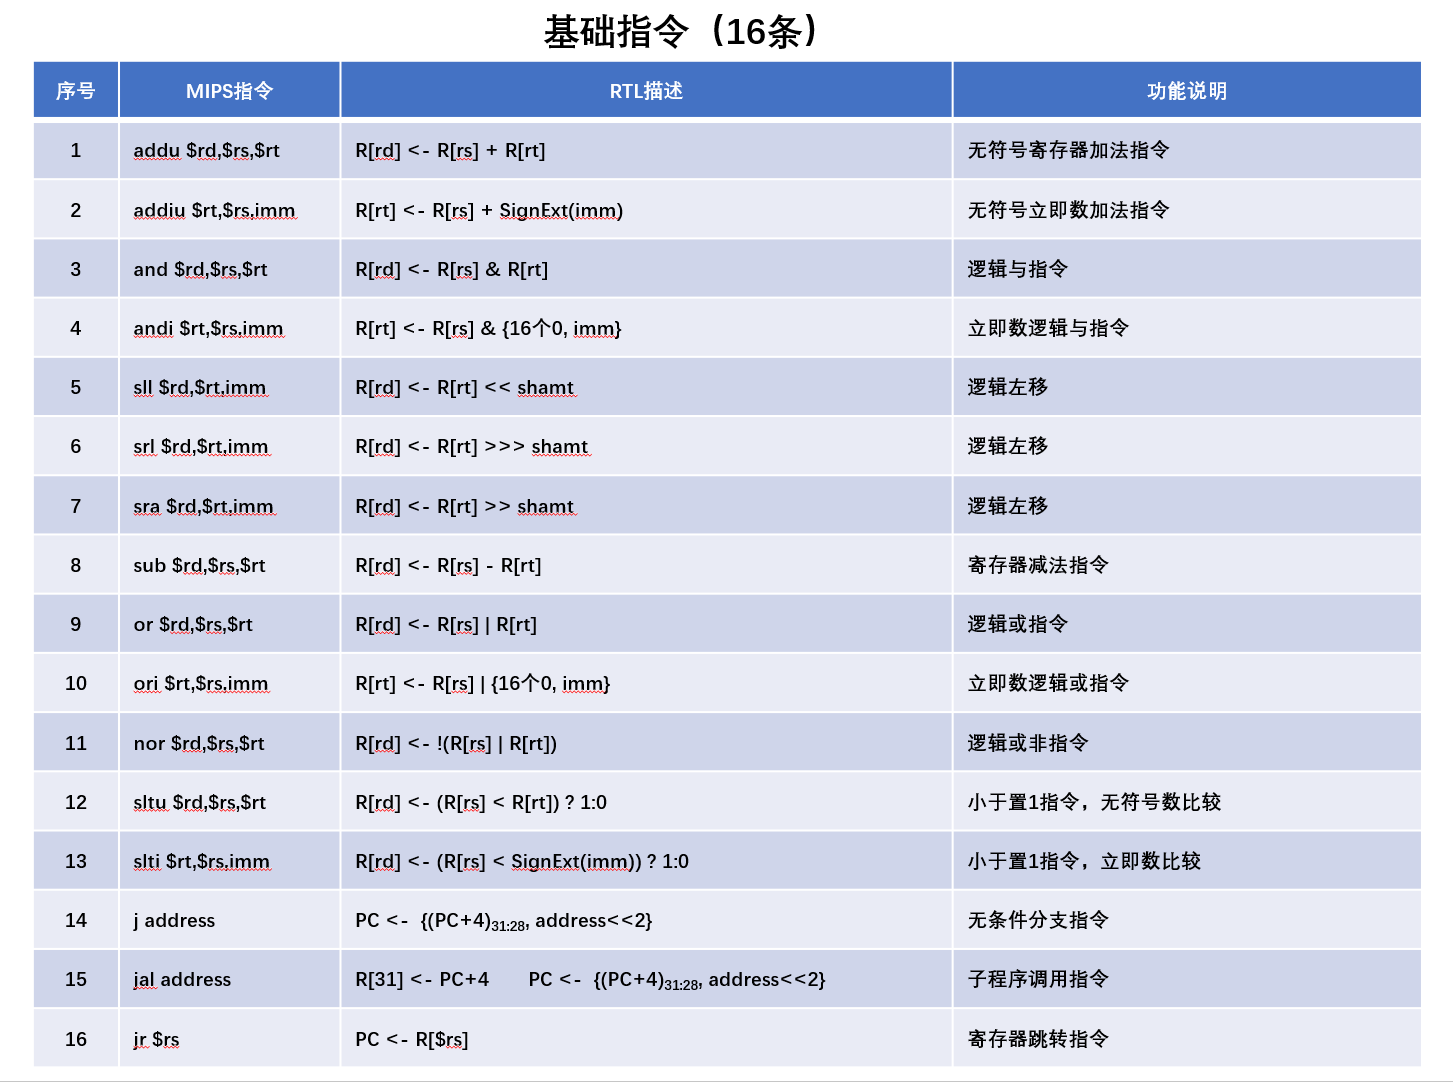 基础指令（16条）
序号 MIPS指令 RTL描述 功能说明
1 addu $rd,$rs,$rt R[rd] <- R[rs] + R[rt] 无符号寄存器加法指令
2 addiu $rt,$rs,imm R[rt] <- R[rs] + SignExt(imm) 无符号立即数加法指令
3 and $rd,$rs,$rt R[rd] <- R[rs] & R[rt] 逻辑与指令
4 andi $rt,$rs,imm R[rt] <- R[rs] & {16个0, imm} 立即数逻辑与指令
5 sll $rd,$rt,imm R[rd] <- R[rt] << shamt 逻辑左移
6 srl $rd,$rt,imm R[rd] <- R[rt] >>> shamt 逻辑左移
7 sra $rd,$rt,imm R[rd] <- R[rt] >> shamt 逻辑左移
8 sub $rd,$rs,$rt R[rd] <- R[rs] - R[rt] 寄存器减法指令
9 or $rd,$rs,$rt R[rd] <- R[rs] | R[rt] 逻辑或指令
10 ori $rt,$rs,imm R[rt] <- R[rs] | {16个0, imm} 立即数逻辑或指令
11 nor $rd,$rs,$rt R[rd] <- !(R[rs] | R[rt]) 逻辑或非指令
12 sltu $rd,$rs,$rt R[rd] <- (R[rs] < R[rt]) ? 1:0 小于置1指令，无符号数比较
13 slti $rt,$rs,imm R[rd] <- (R[rs] < SignExt(imm)) ? 1:0 小于置1指令，立即数比较
14 j address PC <- {(PC+4)31:28, address<<2} 无条件分支指令
15 jal address R[31] <- PC+4 PC <- {(PC+4)31:28, address<<2} 子程序调用指令
16 jr $rs PC <- R[$rs] 寄存器跳转指令